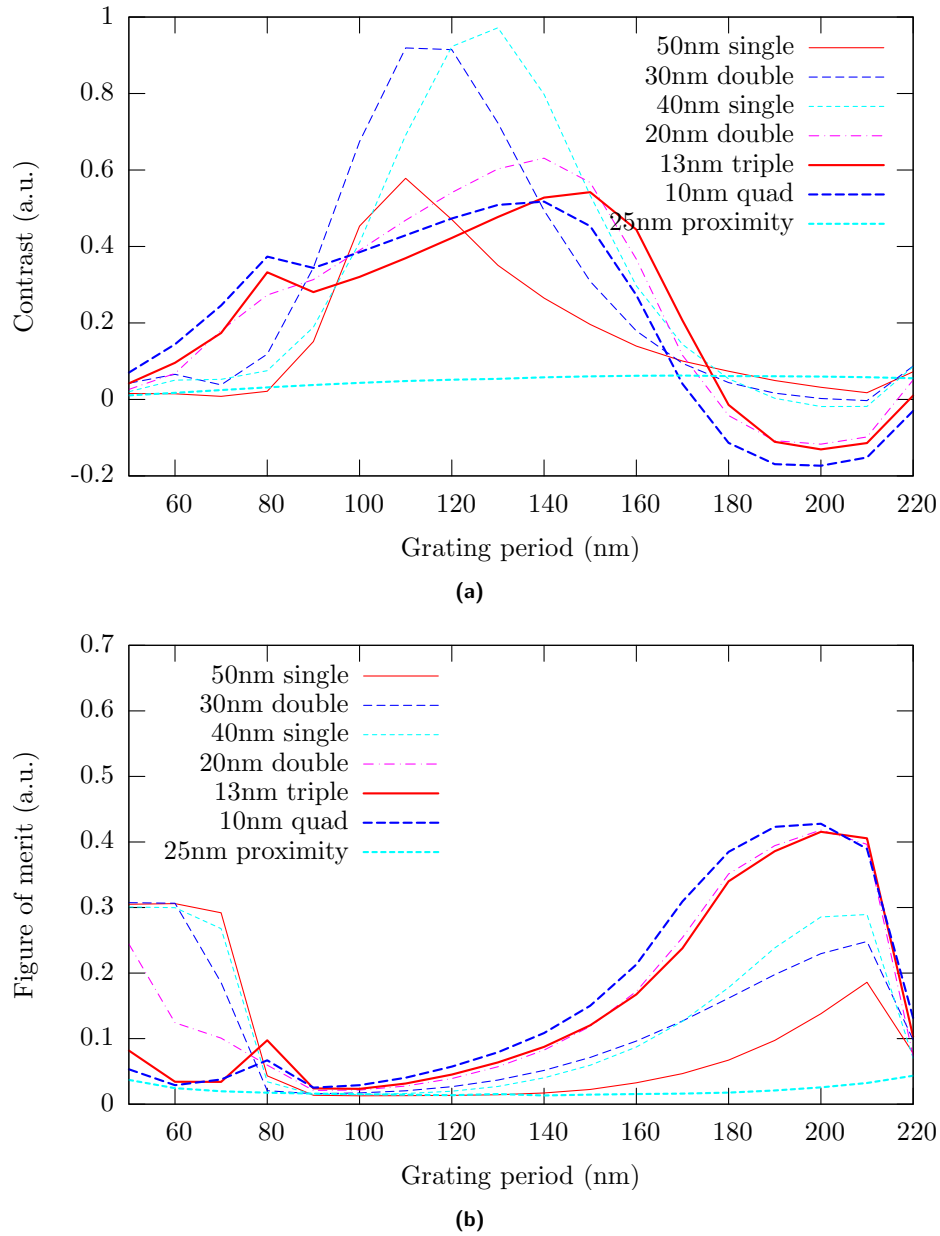 1
0.8
0.6
0.4
0.2
0
-0.2
Contrast (a.u.)
50nm single
30nm double
40nm single
20nm double
13nm triple
10nm quad
25nm proximity
60 80 100 120 140 160 180 200 220
Grating period (nm)
(a)
0.7
0.6
0.5
0.4
0.3
0.2
0.1
0
Figure of merit (a.u.)
50nm single
30nm double
40nm single
20nm double
13nm triple
10nm quad
25nm proximity
60 80 100 120 140 160 180 200 220
Grating period (nm)
(b)